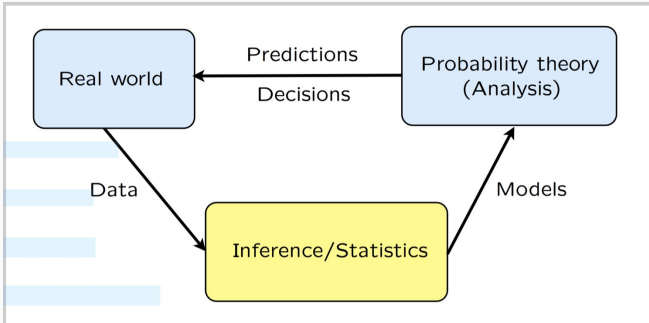 Real world
Predictions
Decisions
Probability theory
(Analysis)
Data
Models
Inference/Statistics